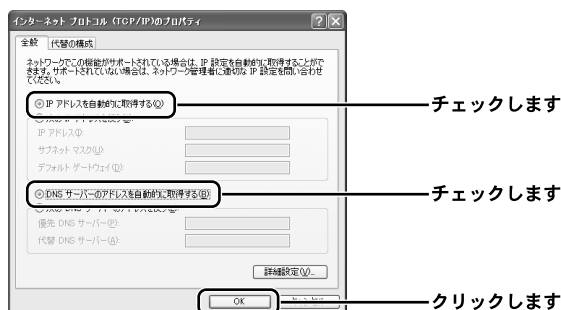 インターネット プロトコル (TCP/IP)のプロパティ
全般 代替の構成
ネットワークでこの機能がサポートされている場合は、IP 設定を自動的に取得することがで
きます。サポートされていない場合は、ネットワーク管理者に適切な IP 設定を問い合わせ
てください。
IP アドレスを自動的に取得する(O) チェックします
IP アドレス(I):
サブネット マスク(U):
デフォルト ゲートウェイ(D):
DNS サーバーのアドレスを自動的に取得する(B) チェックします
優先 DNS サーバー(P):
代替 DNS サーバー(A):
詳細設定(V)...
OK クリックします